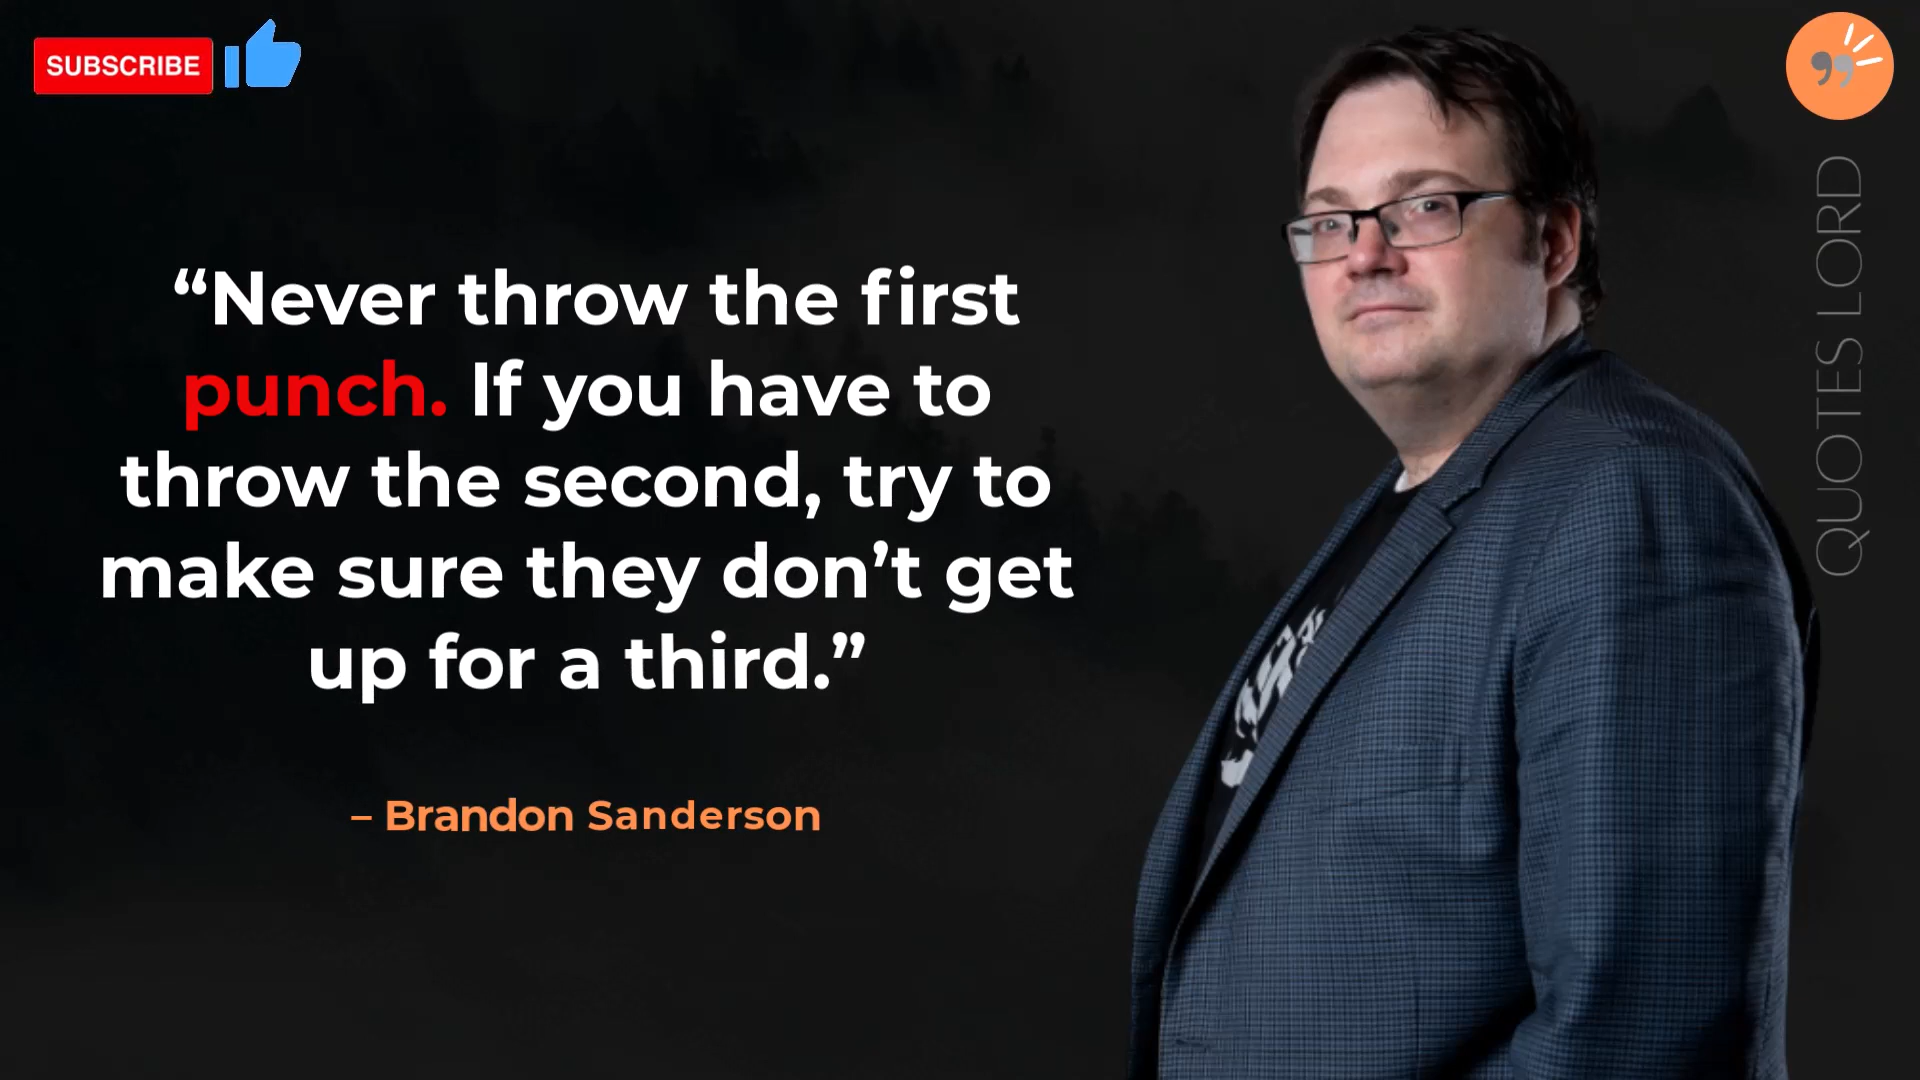 SUBSCRIBE
“Never throw the first
punch. If you have to
throw the second, try to
make sure they don’t get
up for a third.”
– Brandon Sanderson
QUOTES LORD